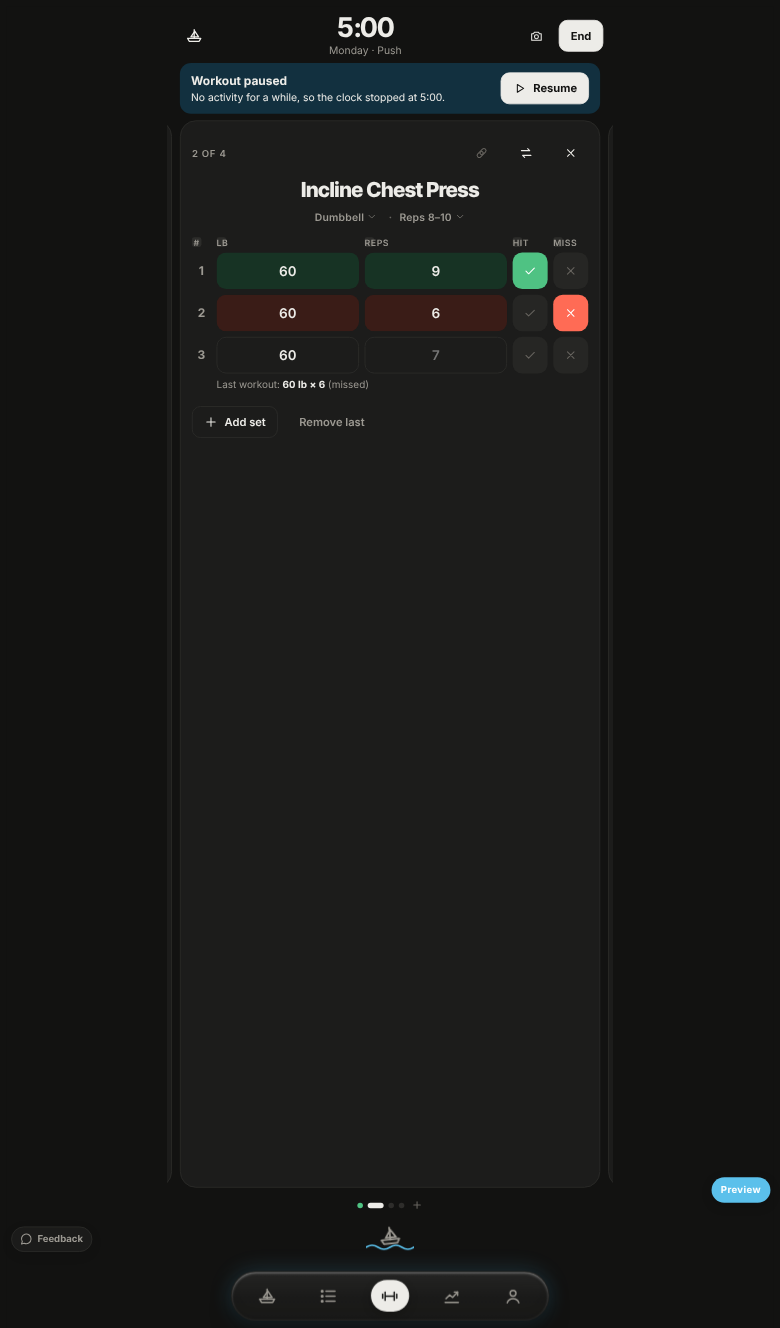 5:00
Monday · Push
End
Workout paused
No activity for a while, so the clock stopped at 5:00.
Resume
2 OF 4
Incline Chest Press
Dumbbell · Reps 8–10
# LB REPS HIT MISS
1 60 9
2 60 6
3 60 7
Last workout: 60 lb × 6 (missed)
Add set Remove last
Preview
Feedback